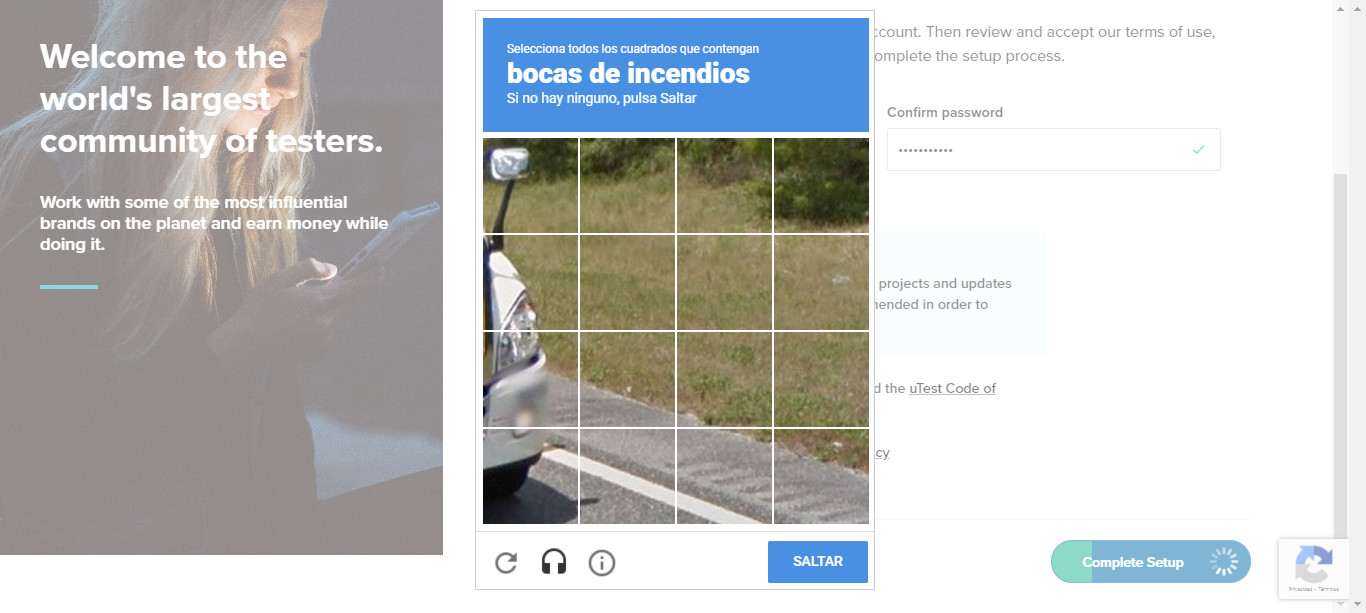 Welcome to the
world's largest
community of testers.
Work with some of the most influential
brands on the planet and earn money while
doing it.
Selecciona todos los cuadrados que contengan
bocas de incendios
Si no hay ninguno, pulsa Saltar
SALTAR
ccount. Then review and accept our terms of use,
omplete the setup process.
Confirm password
•••••••••••
projects and updates
nended in order to
d the uTest Code of
cy
Complete Setup
Privacidad - Términos